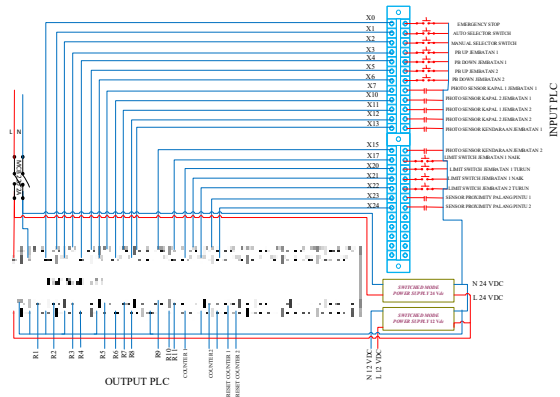 X0
EMERGENCY STOP
X1
AUTO SELECTOR SWITCH
X2
MANUAL SELECTOR SWITCH
X3
PB UP JEMBATAN 1
X4
PB DOWN JEMBATAN 1
X5
PB UP JEMBATAN 2
X6
PB DOWN JEMBATAN 2
X7
PHOTO SENSOR KAPAL 1 JEMBATAN 1
X10
PHOTO SENSOR KAPAL 2 JEMBATAN 1
X11
PHOTO SENSOR KAPAL 1 JEMBATAN 2
X12
PHOTO SENSOR KAPAL 2 JEMBATAN 2
X13
PHOTO SENSOR KENDARAAN JEMBATAN 1
INPUT PLC
L N
X15
PHOTO SENSOR KENDARAAN JEMBATAN 2
X17
LIMIT SWITCH JEMBATAN 1 NAIK
X20
LIMIT SWITCH JEMBATAN 1 TURUN
X21
LIMIT SWITCH JEMBATAN 1 NAIK
X22
LIMIT SWITCH JEMBATAN 2 TURUN
X23
SENSOR PROXIMITY PALANG PINTU 1
X24
SENSOR PROXIMITY PALANG PINTU 2
SWITCHED MODE
POWER SUPPLY 24 Vdc
N 24 VDC
L 24 VDC
SWITCHED MODE
POWER SUPPLY 12 Vdc
N 12 VDC
L 12 VDC
R1
R2
R3
R4
R5
R6
R7
R8
R9
R10
R11
COUNTER 1
COUNTER 2
RESET COUNTER 1
RESET COUNTER 2
OUTPUT PLC